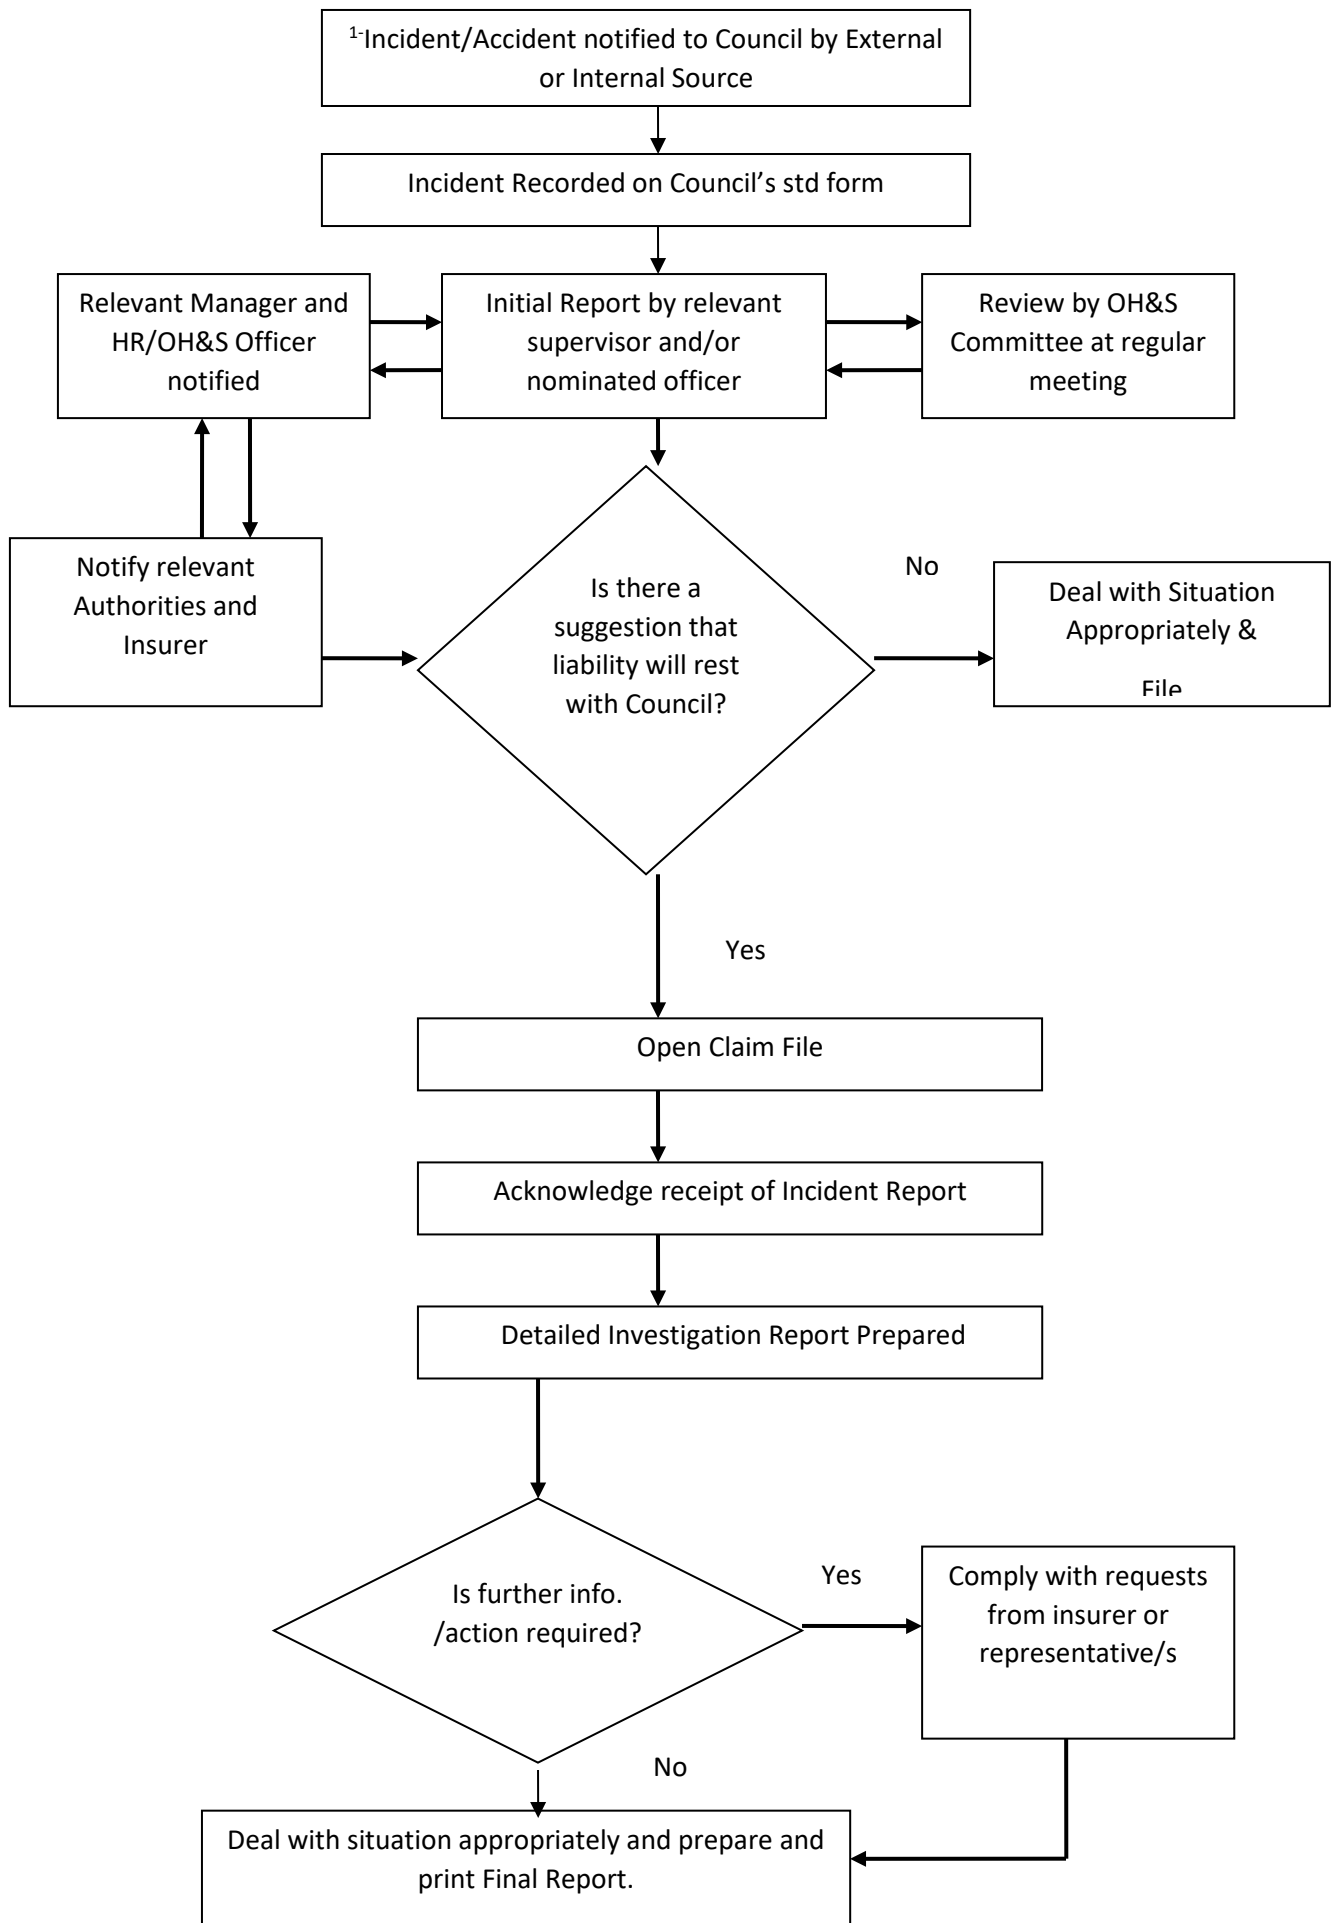 1-Incident/Accident notified to Council by External
or Internal Source
Incident Recorded on Council’s std form
Relevant Manager and
HR/OH&S Officer
notified
Initial Report by relevant
supervisor and/or
nominated officer
Review by OH&S
Committee at regular
meeting
Notify relevant
Authorities and
Insurer
Is there a
suggestion that
liability will rest
with Council?
No
Deal with Situation
Appropriately &
File
Yes
Open Claim File
Acknowledge receipt of Incident Report
Detailed Investigation Report Prepared
Is further info.
/action required?
Yes
Comply with requests
from insurer or
representative/s
No
Deal with situation appropriately and prepare and
print Final Report.